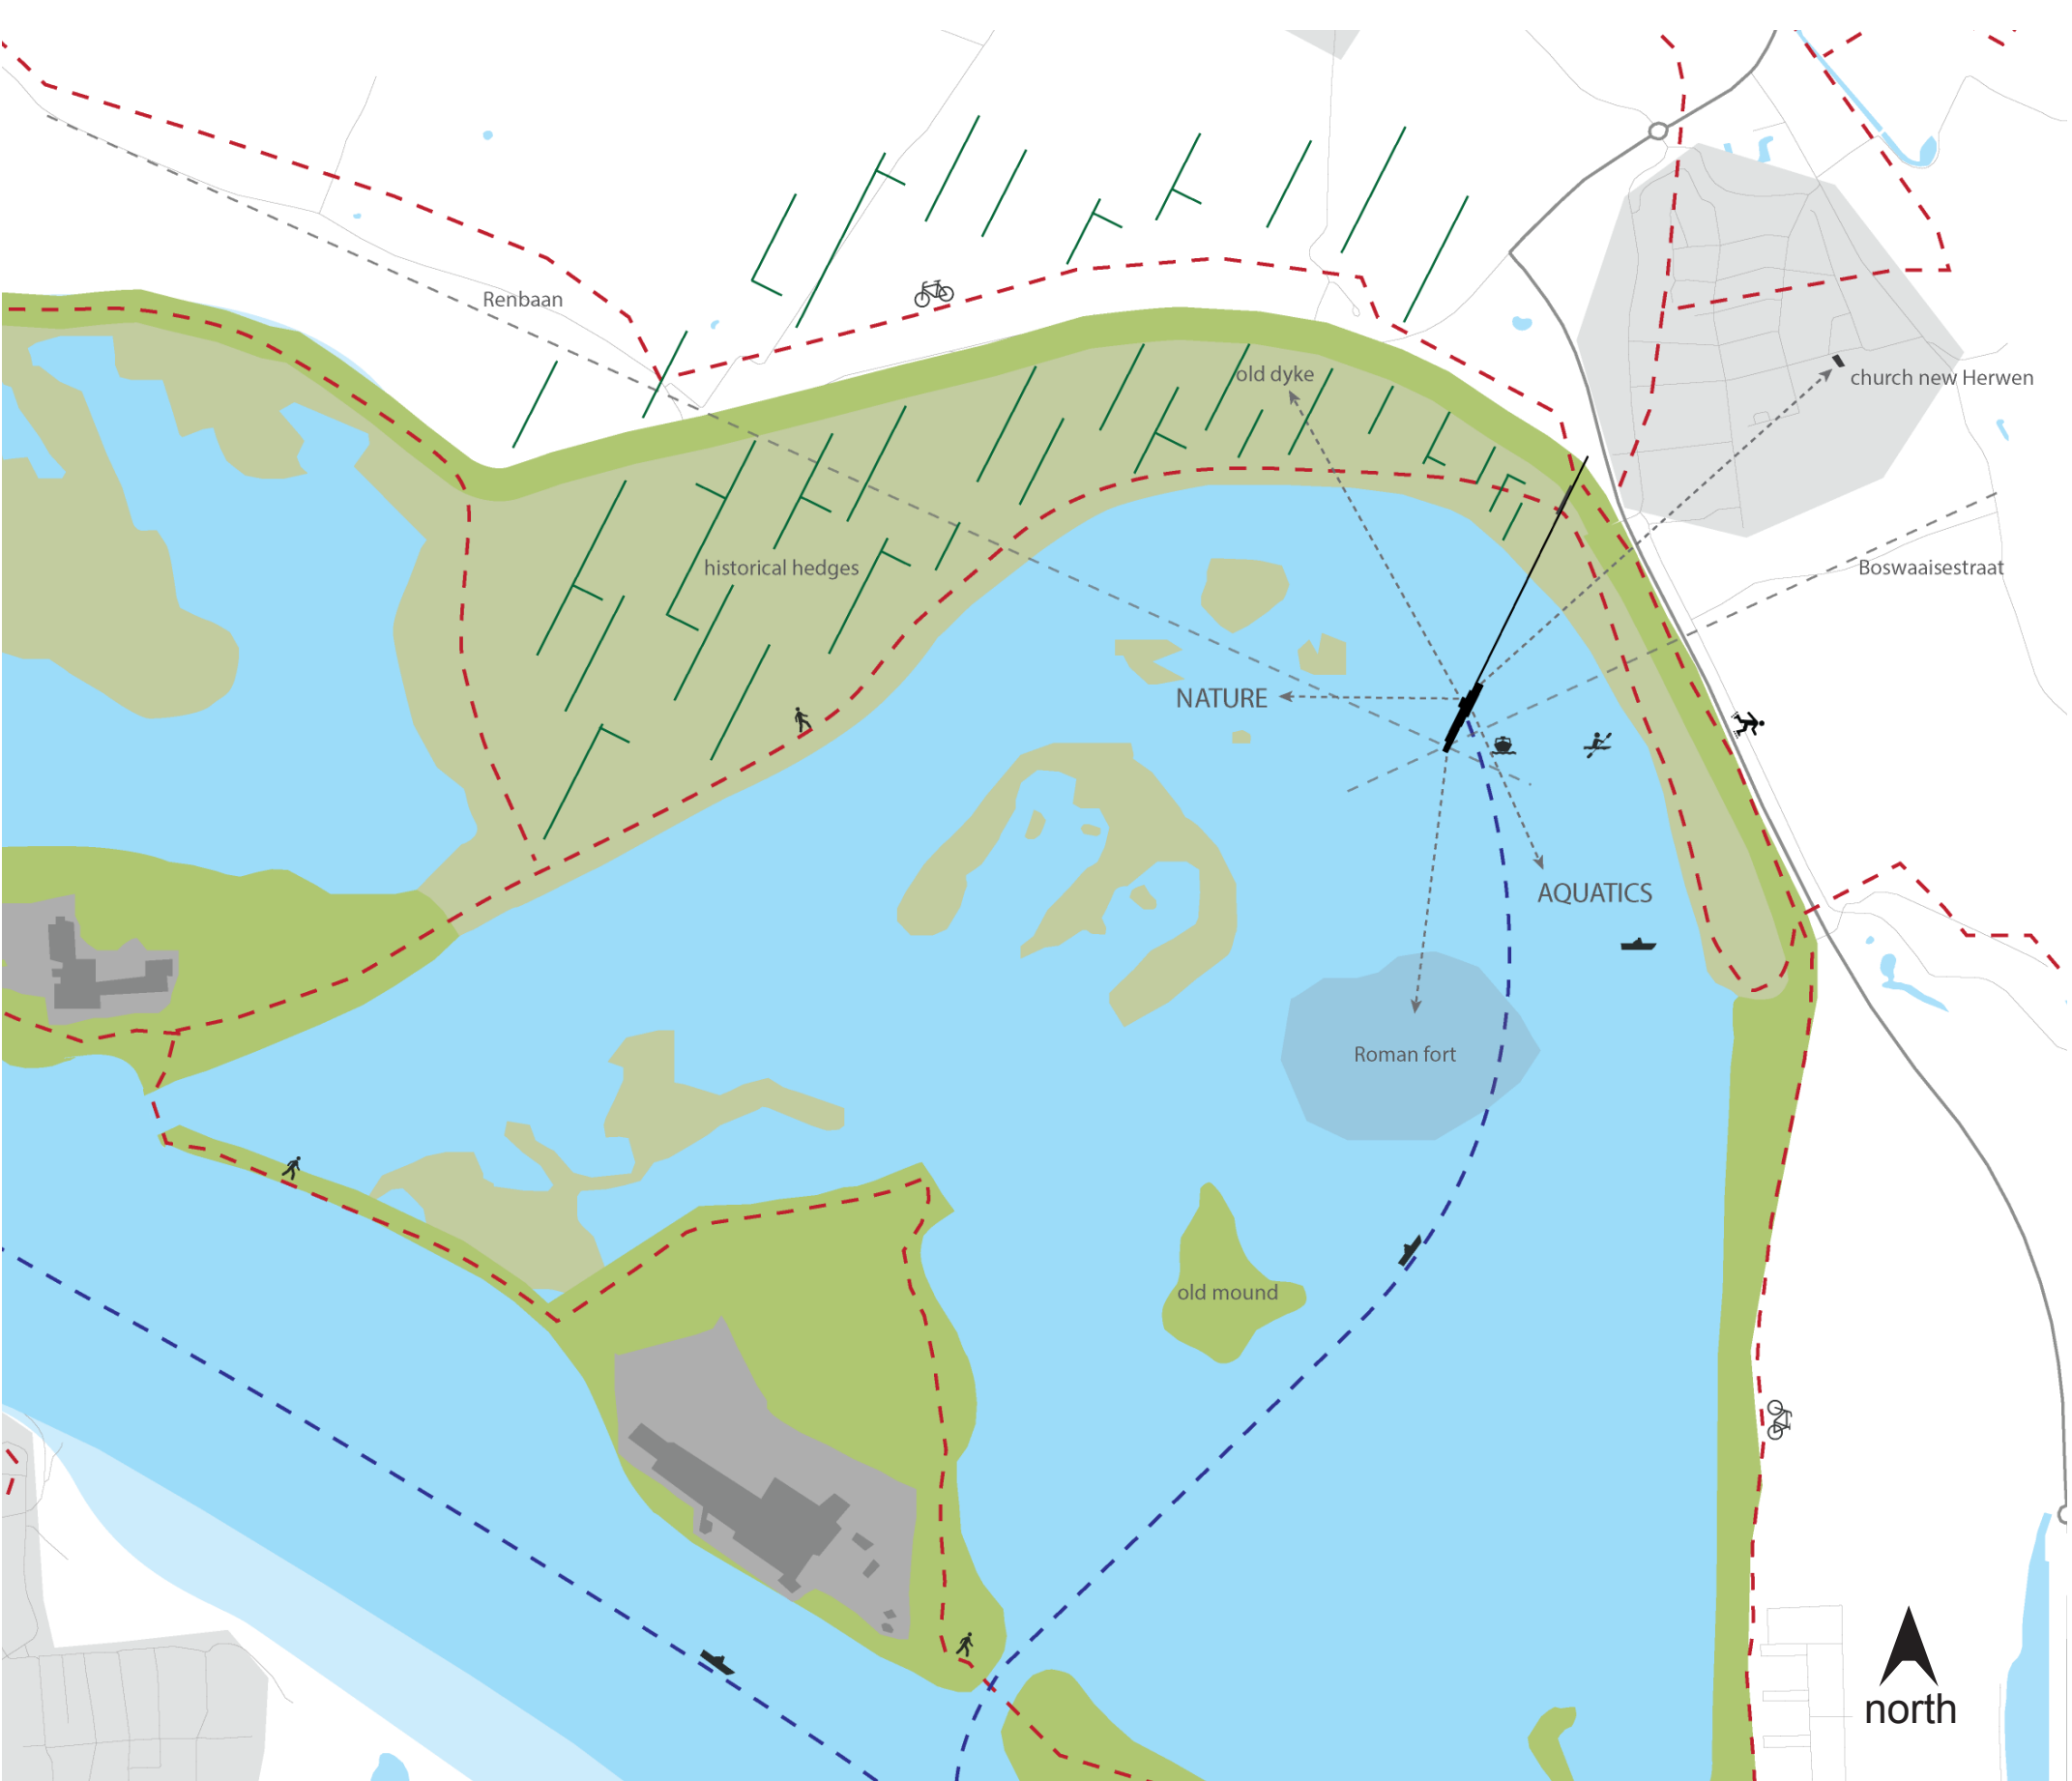 Renbaan
old dyke
church new Herwen
historical hedges
Boswaaisestraat
NATURE
AQUATICS
Roman fort
old mound
north